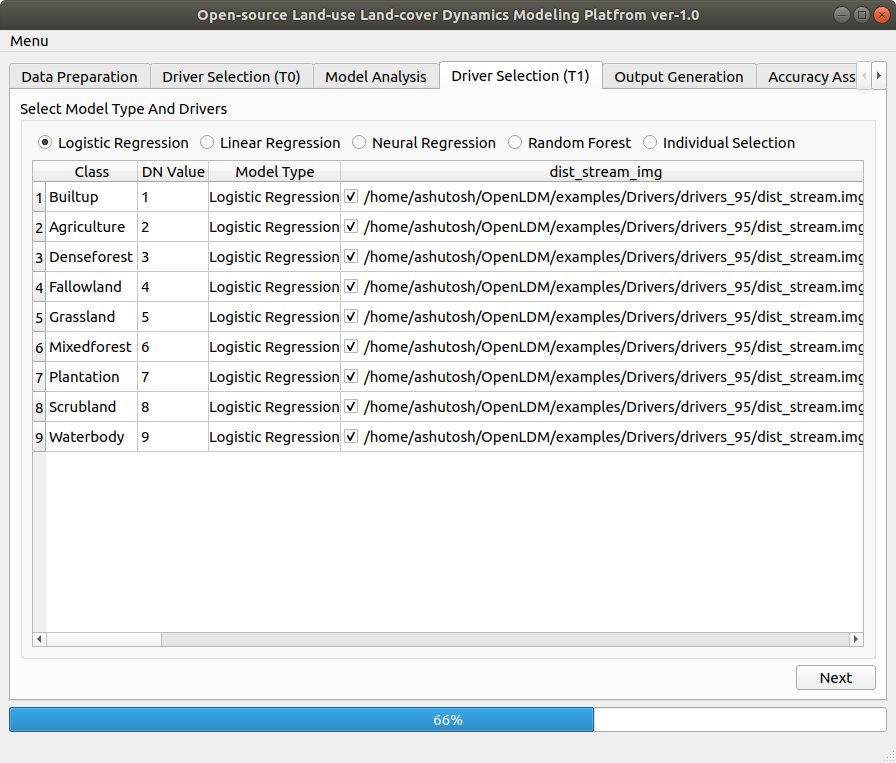 Open-source Land-use Land-cover Dynamics Modeling Platfrom ver-1.0
Menu
Data Preparation Driver Selection (T0) Model Analysis Driver Selection (T1) Output Generation Accuracy Ass
Select Model Type And Drivers
Logistic Regression Linear Regression Neural Regression Random Forest Individual Selection
Class DN Value Model Type dist_stream_img
1 Builtup 1 Logistic Regression /home/ashutosh/OpenLDM/examples/Drivers/drivers_95/dist_stream.img
2 Agriculture 2 Logistic Regression /home/ashutosh/OpenLDM/examples/Drivers/drivers_95/dist_stream.img
3 Denseforest 3 Logistic Regression /home/ashutosh/OpenLDM/examples/Drivers/drivers_95/dist_stream.img
4 Fallowland 4 Logistic Regression /home/ashutosh/OpenLDM/examples/Drivers/drivers_95/dist_stream.img
5 Grassland 5 Logistic Regression /home/ashutosh/OpenLDM/examples/Drivers/drivers_95/dist_stream.img
6 Mixedforest 6 Logistic Regression /home/ashutosh/OpenLDM/examples/Drivers/drivers_95/dist_stream.img
7 Plantation 7 Logistic Regression /home/ashutosh/OpenLDM/examples/Drivers/drivers_95/dist_stream.img
8 Scrubland 8 Logistic Regression /home/ashutosh/OpenLDM/examples/Drivers/drivers_95/dist_stream.img
9 Waterbody 9 Logistic Regression /home/ashutosh/OpenLDM/examples/Drivers/drivers_95/dist_stream.img
Next
66%